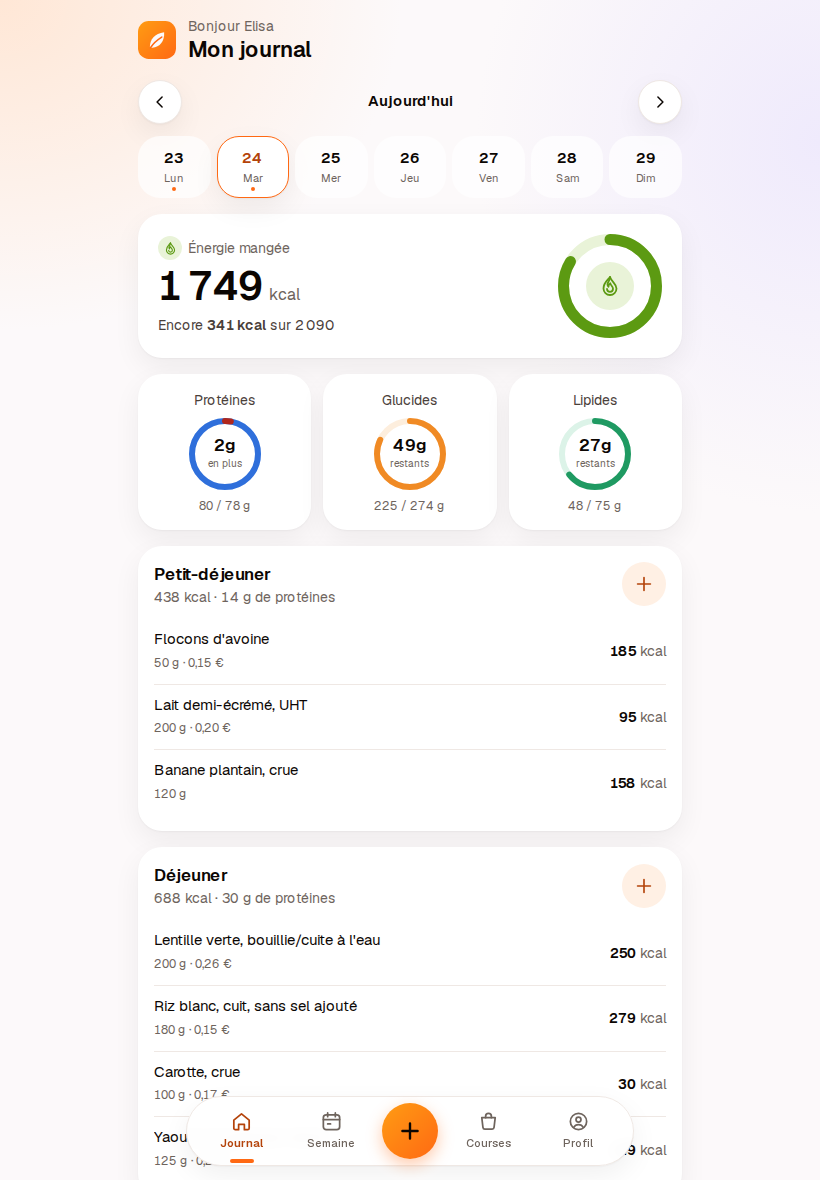 Bonjour Elisa
Mon journal
Aujourd'hui
23 24 25 26 27 28 29
Lun Mar Mer Jeu Ven Sam Dim
Énergie mangée
1 749 kcal
Encore 341 kcal sur 2 090
Protéines Glucides Lipides
2g 49g 27g
en plus restants restants
80 / 78 g 225 / 274 g 48 / 75 g
Petit-déjeuner
438 kcal · 14 g de protéines
Flocons d'avoine
185 kcal
50 g · 0,15 €
Lait demi-écrémé, UHT
95 kcal
200 g · 0,20 €
Banane plantain, crue
158 kcal
120 g
Déjeuner
688 kcal · 30 g de protéines
Lentille verte, bouillie/cuite à l'eau
250 kcal
200 g · 0,26 €
Riz blanc, cuit, sans sel ajouté
279 kcal
180 g · 0,15 €
Carotte, crue
30 kcal
100 g · 0,17 €
kcal
125 g
Journal Semaine Courses Profil